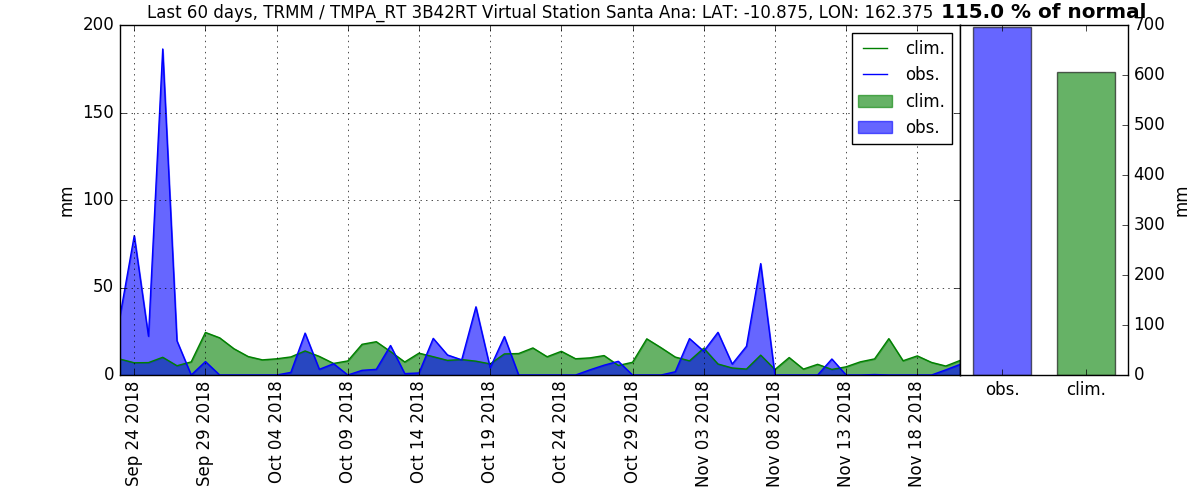 Last 60 days, TRMM / TMPA_RT 3B42RT Virtual Station Santa Ana: LAT: -10.875, LON: 162.375 115.0 % of normal
clim.
obs.
clim.
obs.
200
150
100
50
0
mm
Sep 24 2018
Sep 29 2018
Oct 04 2018
Oct 09 2018
Oct 14 2018
Oct 19 2018
Oct 24 2018
Oct 29 2018
Nov 03 2018
Nov 08 2018
Nov 13 2018
Nov 18 2018
700
600
500
400
300
200
100
0
mm
obs.
clim.